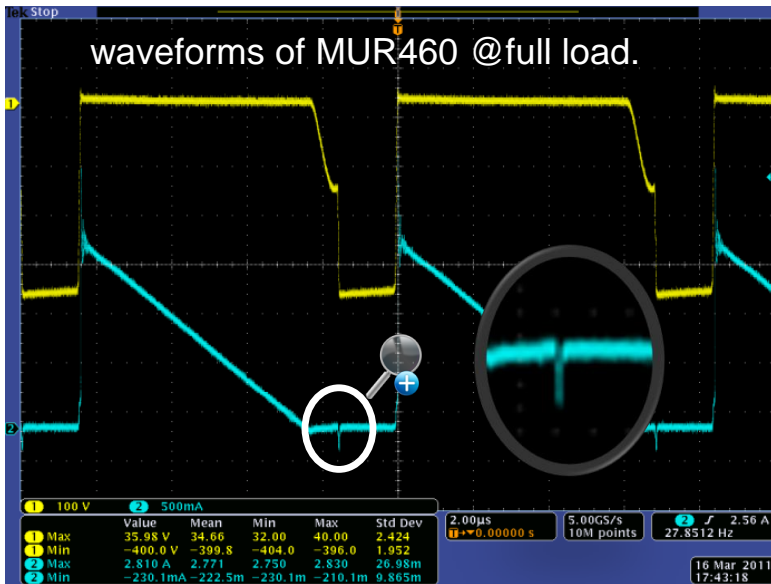 Tek Stop
waveforms of MUR460 @full load.
T
1
2
1 100 V 2 500mA
Value Mean Min Max Std Dev
1 Max 35.98 V 34.66 32.00 40.00 2.424
1 Min −400.0 V −399.8 −404.0 −396.0 1.952
2 Max 2.810 A 2.771 2.750 2.830 26.98m
2 Min −230.1mA −222.5m −230.1m −210.1m 9.865m
2.00µs
T→▼0.00000 s
5.00GS/s
10M points
2 ∫ 2.56 A
27.8512 Hz
16 Mar 2011
17:43:18